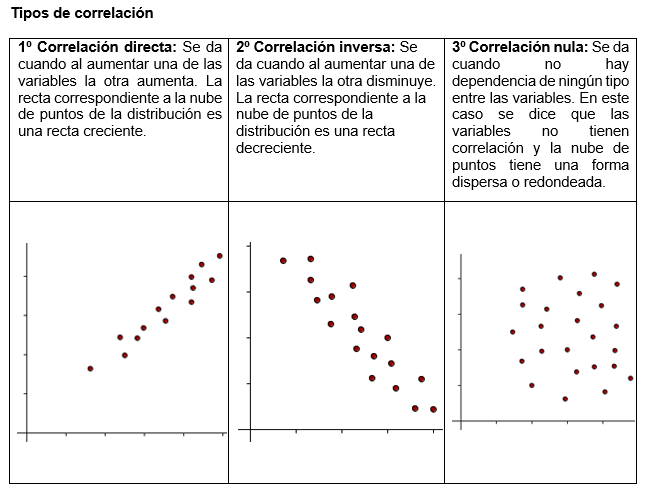 Tipos de correlación
1º Correlación directa: Se da
cuando al aumentar una de las
variables la otra aumenta. La
recta correspondiente a la nube
de puntos de la distribución es
una recta creciente.
2º Correlación inversa: Se
da cuando al aumentar una de
las variables la otra disminuye.
La recta correspondiente a la
nube de puntos de la
distribución es una recta
decreciente.
3º Correlación nula: Se da
cuando no hay
dependencia de ningún tipo
entre las variables. En este
caso se dice que las
variables no tienen
correlación y la nube de
puntos tiene una forma
dispersa o redondeada.